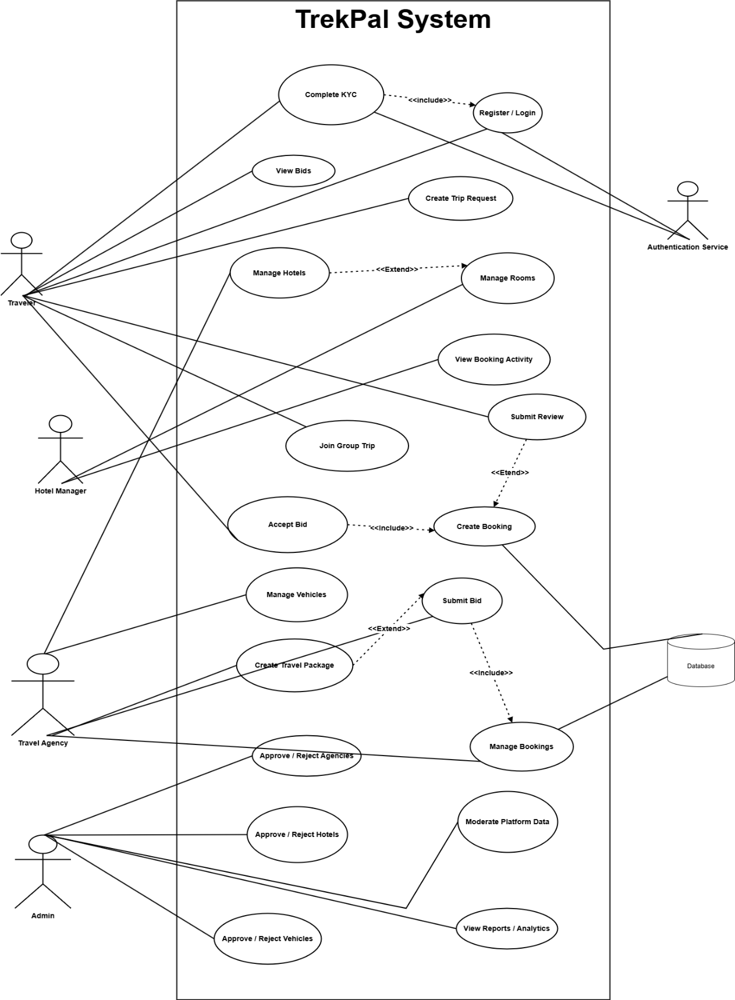 TrekPal System
Complete KYC
<<include>>
Register / Login
View Bids
Create Trip Request
Authentication Service
Manage Hotels
<<Extend>>
Manage Rooms
Traveler
View Booking Activity
Submit Review
Join Group Trip
<<Etend>>
Hotel Manager
Accept Bid
<<include>>
Create Booking
Manage Vehicles
Submit Bid
<<Extend>>
Create Travel Package
<<include>>
Database
Travel Agency
Manage Bookings
Approve / Reject Agencies
Moderate Platform Data
Approve / Reject Hotels
Admin
View Reports / Analytics
Approve / Reject Vehicles